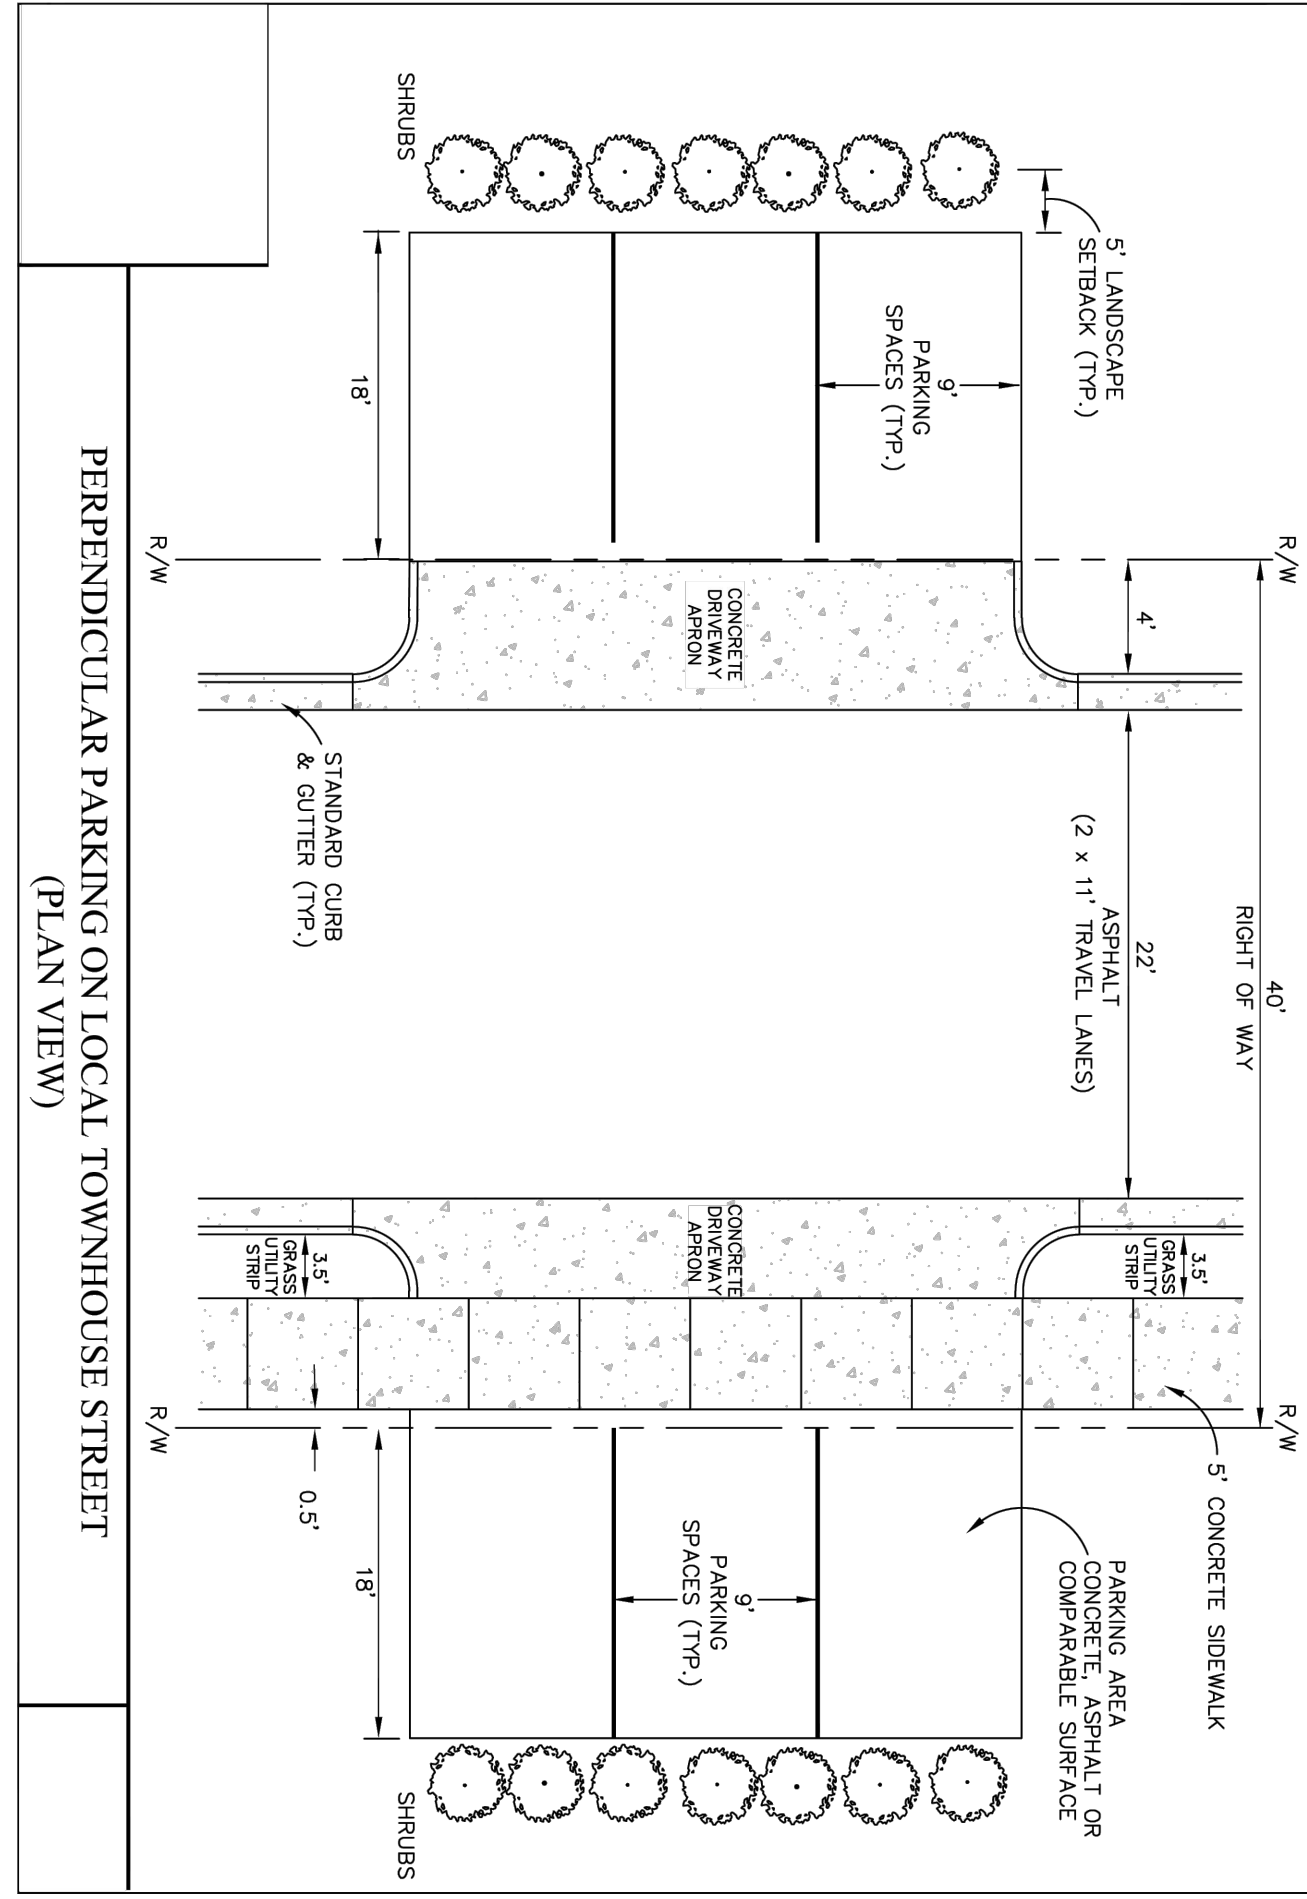 R/W
R/W
40'
RIGHT OF WAY
4'
22'
ASPHALT
(2 x 11' TRAVEL LANES)
5' CONCRETE SIDEWALK
5' LANDSCAPE
SETBACK (TYP.)
3.5'
GRASS
UTILITY
STRIP
PARKING AREA
CONCRETE, ASPHALT OR
COMPARABLE SURFACE
9'
PARKING
SPACES (TYP.)
CONCRETE
DRIVEWAY
APRON
CONCRETE
DRIVEWAY
APRON
9'
PARKING
SPACES (TYP.)
SHRUBS
SHRUBS
18'
18'
STANDARD CURB
& GUTTER (TYP.)
3.5'
GRASS
UTILITY
STRIP
0.5'
R/W
R/W
PERPENDICULAR PARKING ON LOCAL TOWNHOUSE STREET
(PLAN VIEW)